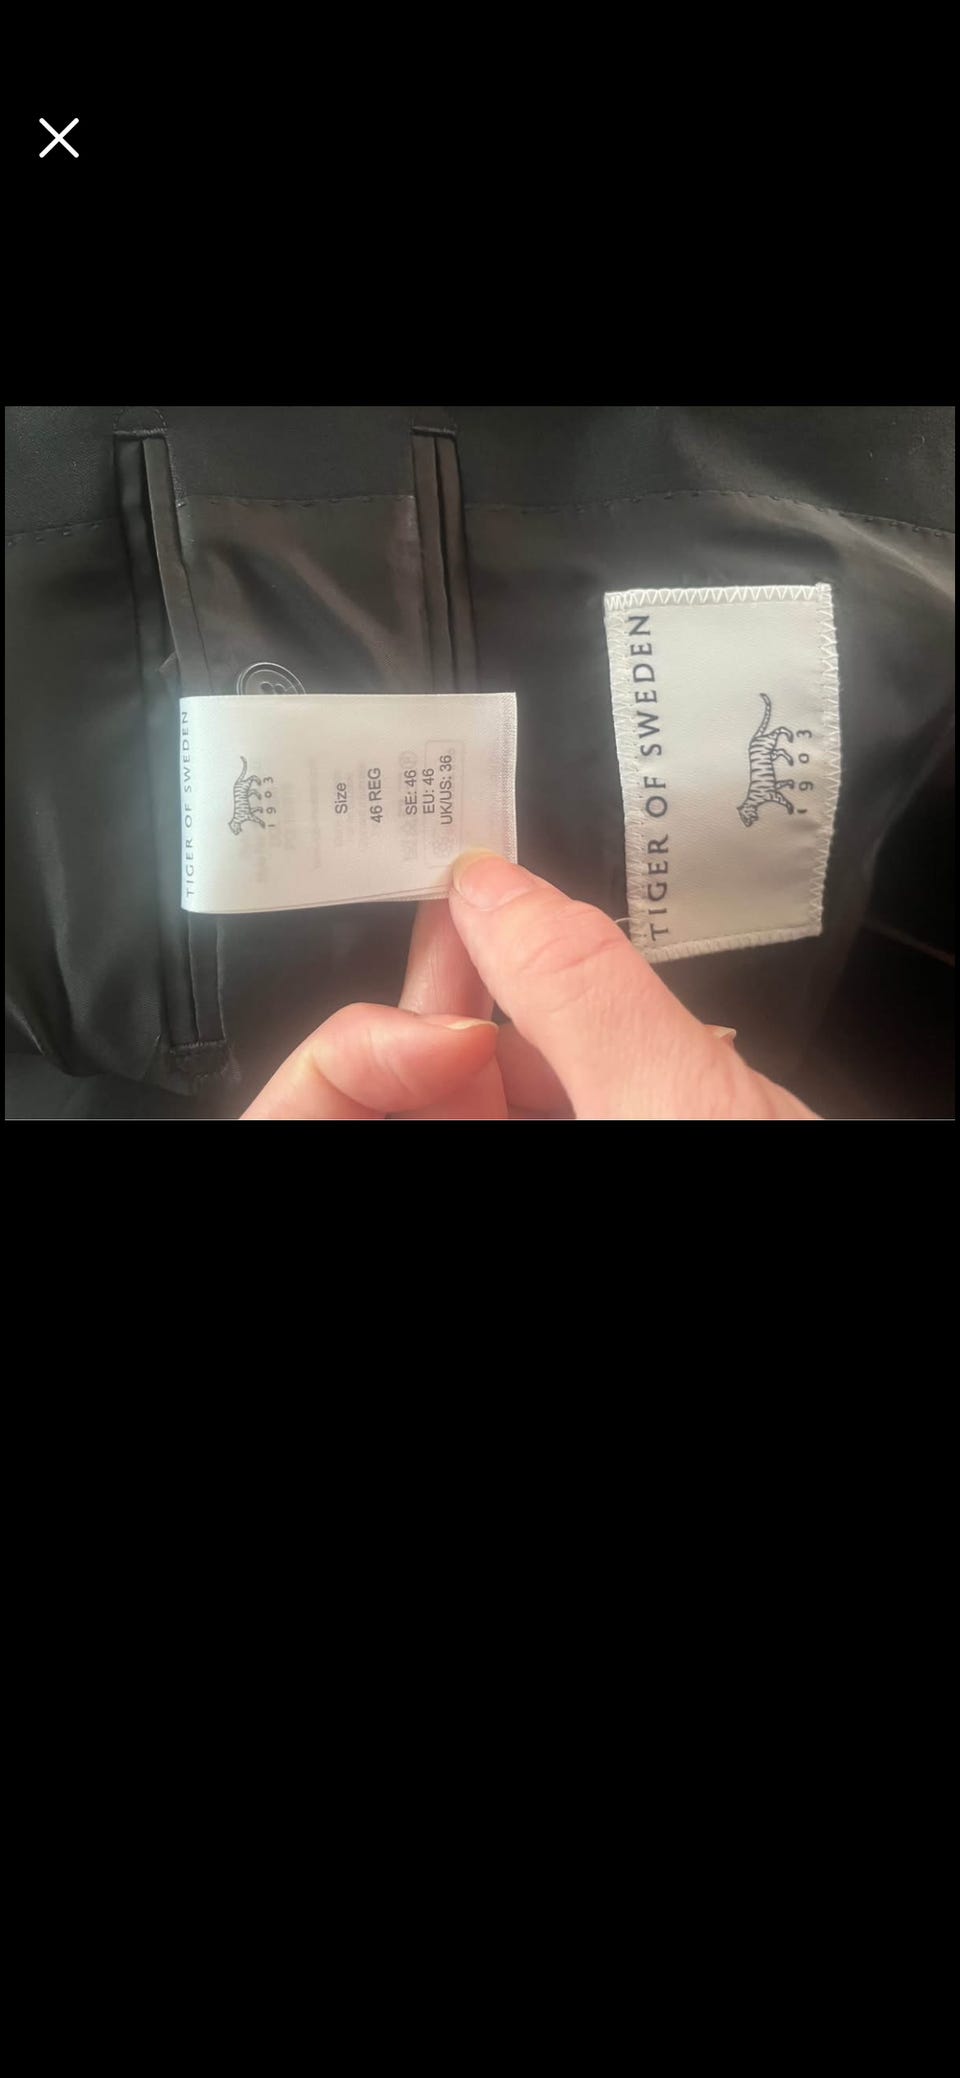 TIGER OF SWEDEN
1903
Size
46 REG
SE: 46
EU: 46
UK/US: 36
TIGER OF SWEDEN
1903